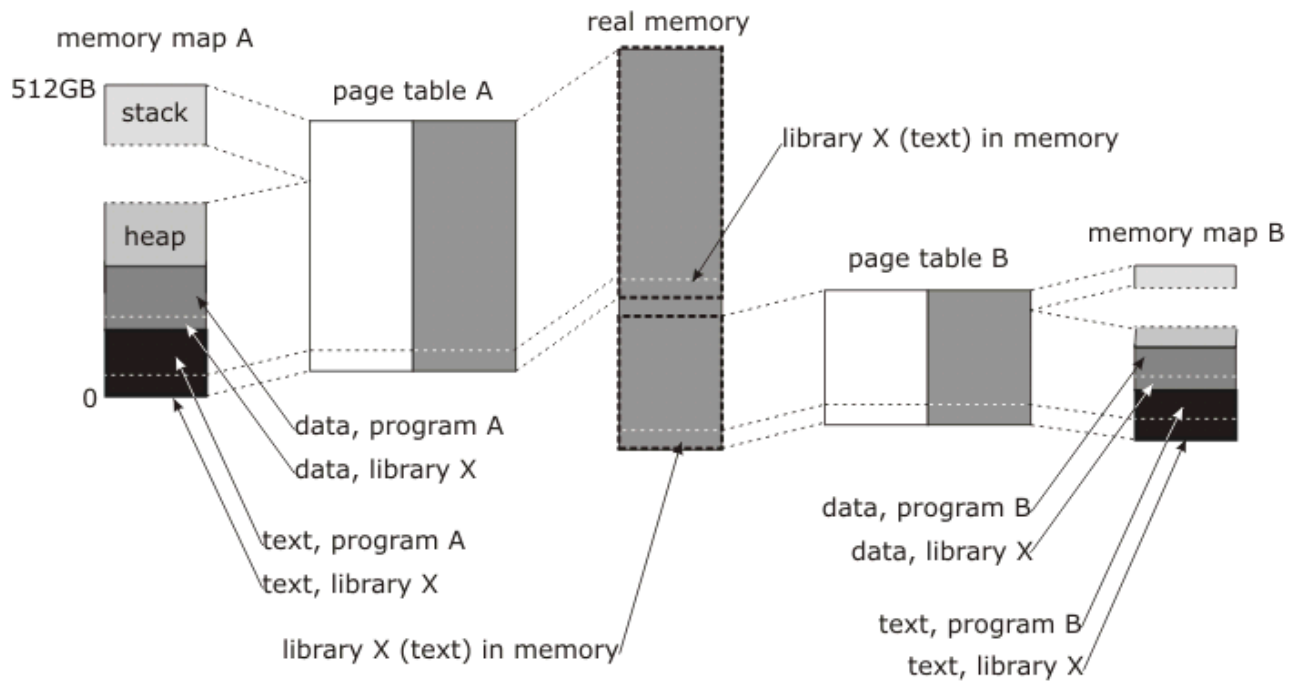 real memory
memory map A
512GB
stack
page table A
library X (text) in memory
heap
memory map B
page table B
0
data, program A
data, library X
data, program B
text, program A
data, library X
text, library X
text, program B
library X (text) in memory
text, library X